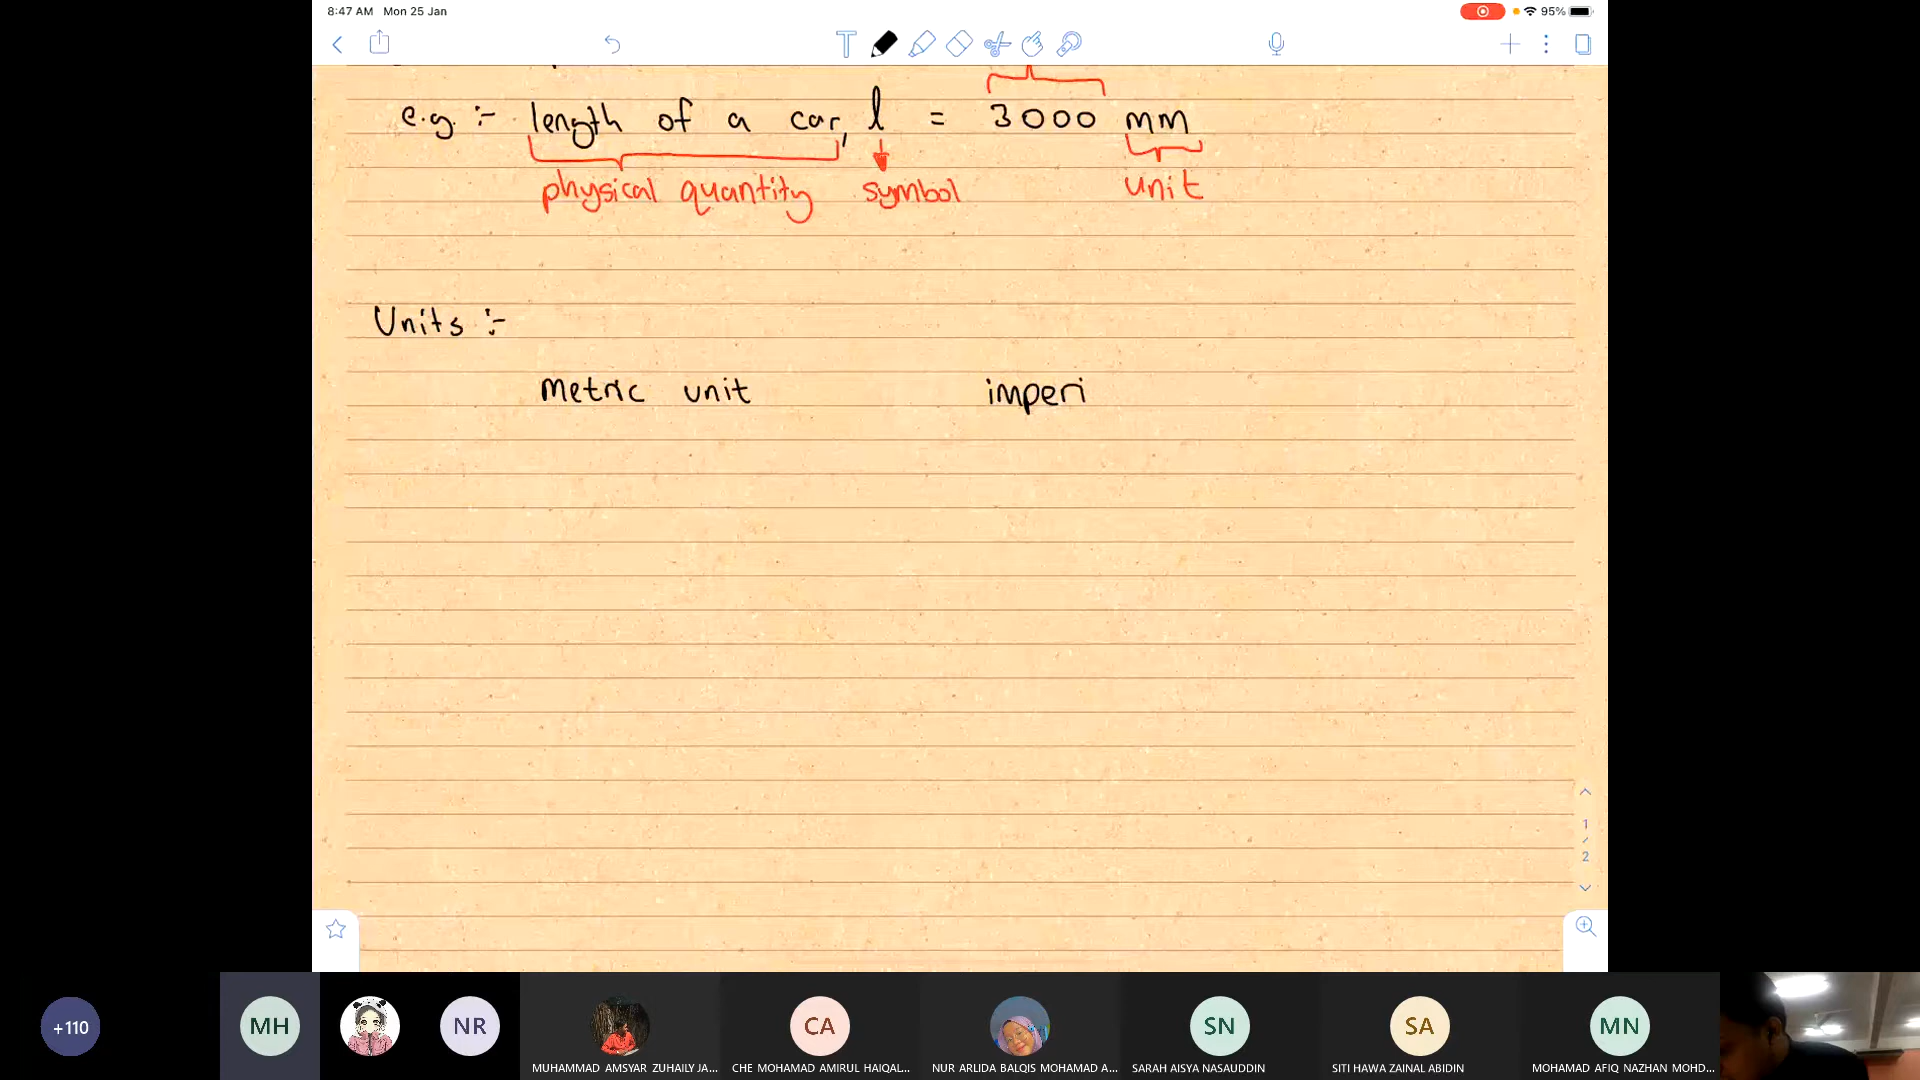 8:47 AM Mon 25 Jan
95%
T
e.g. :- length of a car, l = 3000 mm
physical quantity symbol unit
Units :-
Metric unit imperi
1
/
2
+110
MH
NR
CA
SN
SA
MN
MUHAMMAD AMSYAR ZUHAILY JA...
CHE MOHAMAD AMIRUL HAIQAL...
NUR ARLIDA BALQIS MOHAMAD A...
SARAH AISYA NASAUDDIN
SITI HAWA ZAINAL ABIDIN
MOHAMAD AFIQ NAZHAN MOHD...